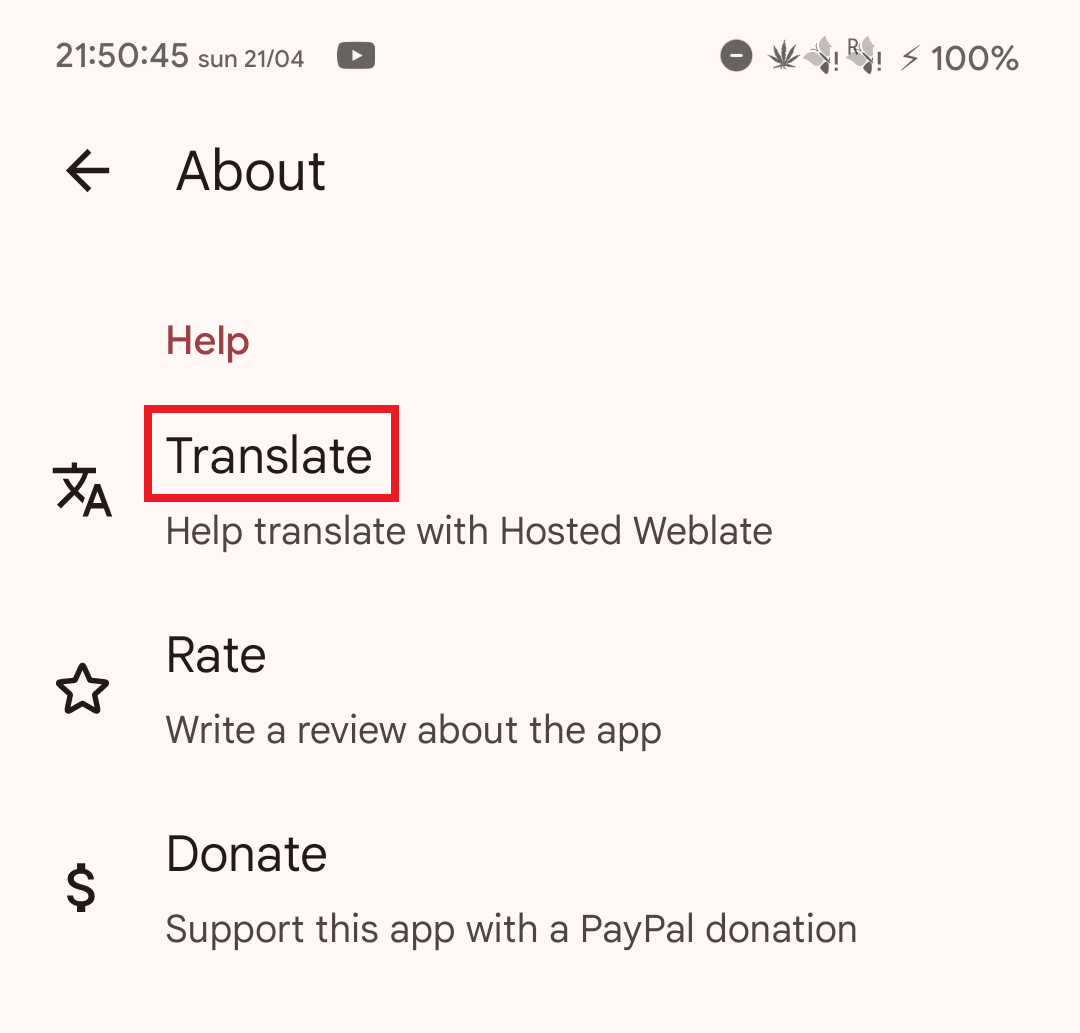 21:50:45 sun 21/04 R ! ! 100%
About
Help
Translate
Help translate with Hosted Weblate
Rate
Write a review about the app
Donate
Support this app with a PayPal donation